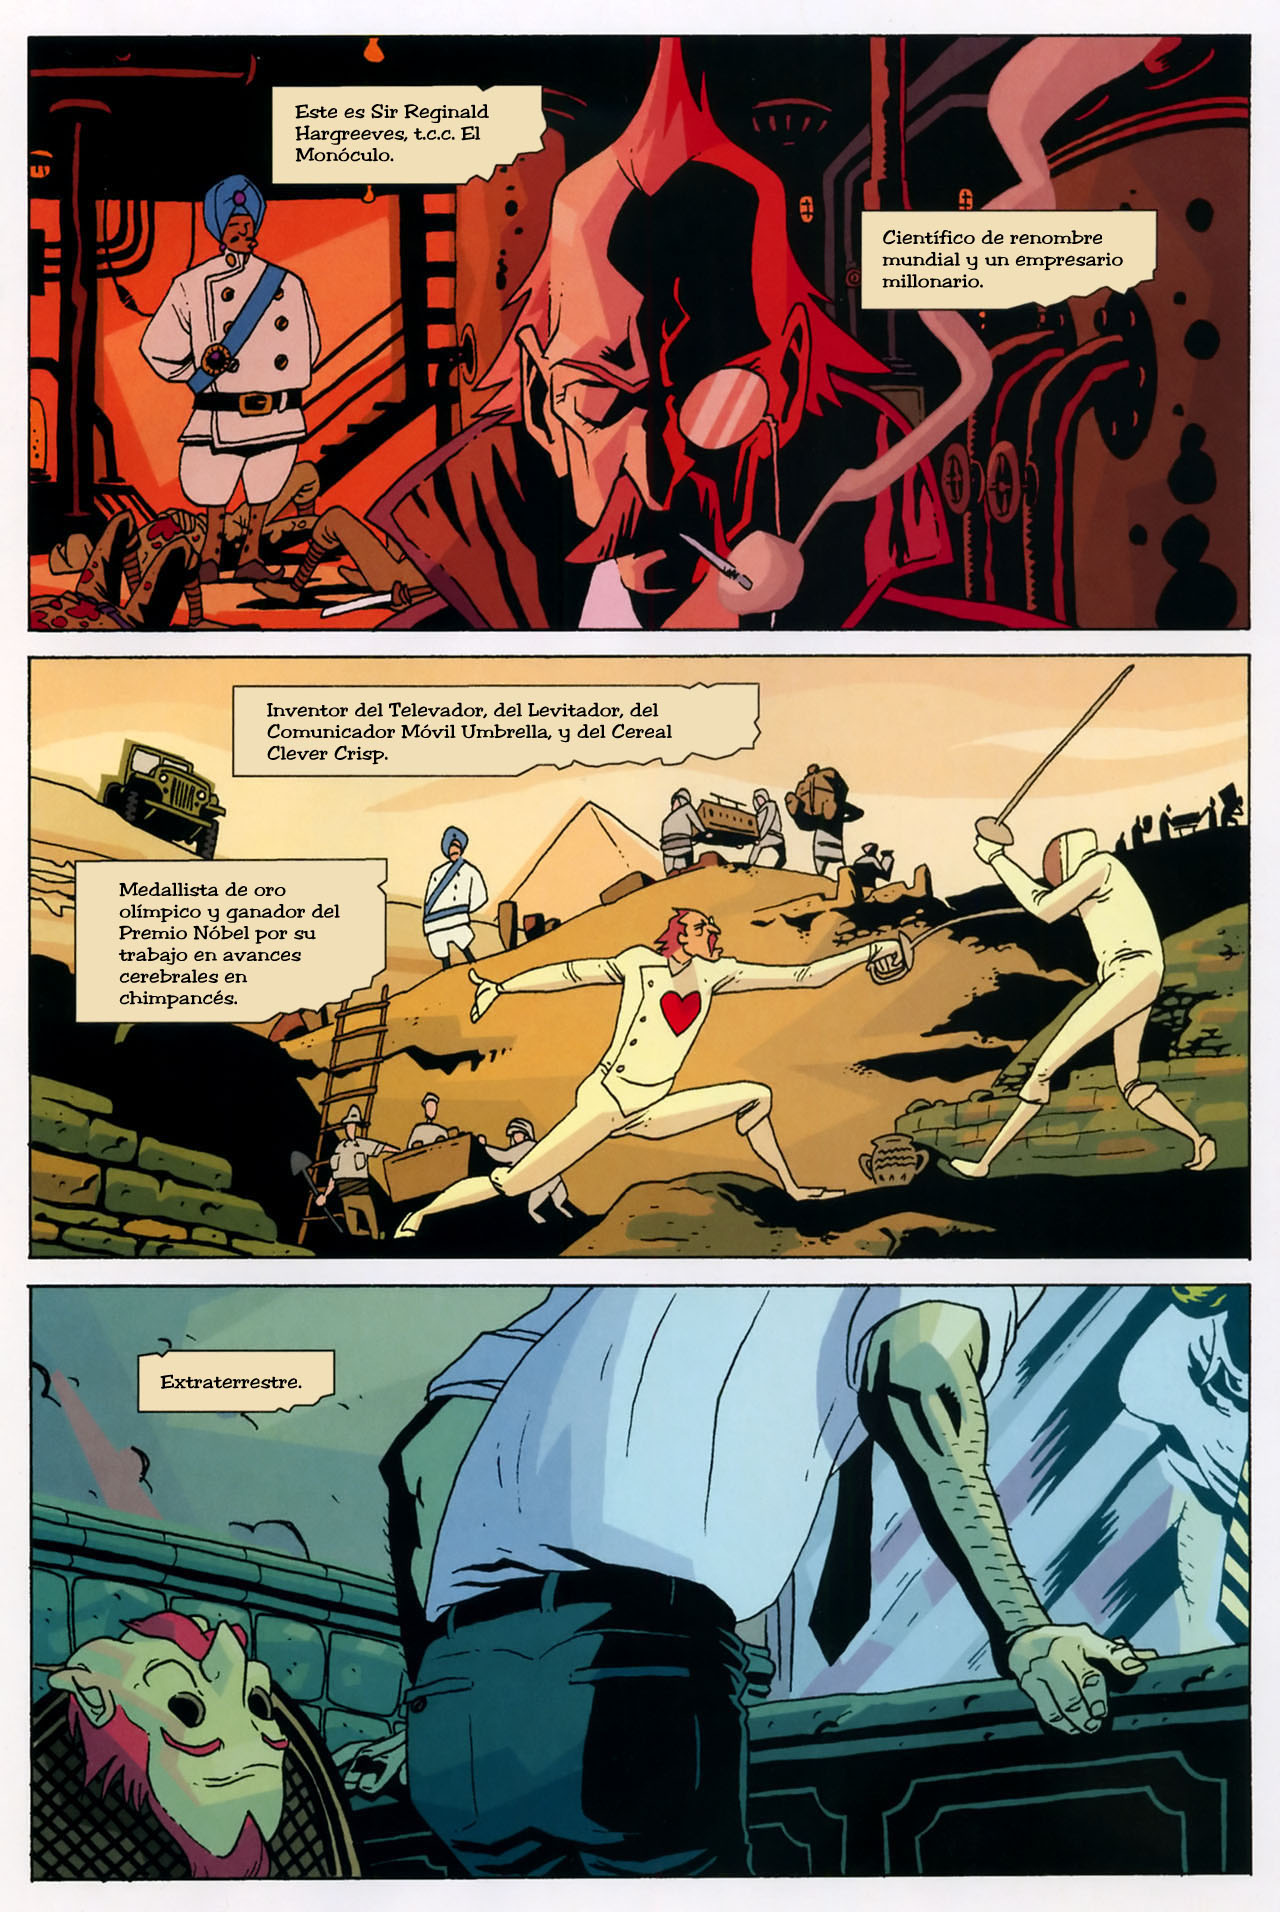 Este es Sir Reginald
Hargreeves, t.c.c. El
Monóculo.
Científico de renombre
mundial y un empresario
millonario.
Inventor del Televador, del Levitador, del
Comunicador Móvil Umbrella, y del Cereal
Clever Crisp.
Medallista de oro
olímpico y ganador del
Premio Nóbel por su
trabajo en avances
cerebrales en
chimpancés.
Extraterrestre.